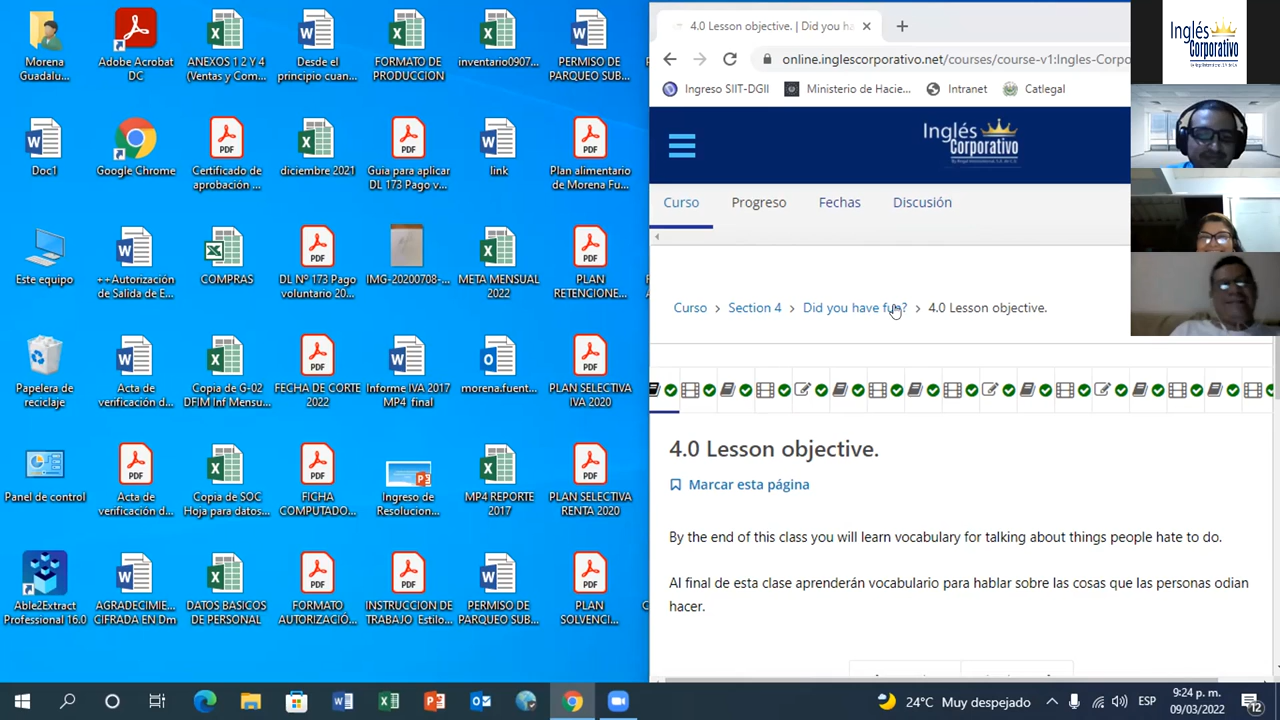 Morena
Guadalu...
Adobe Acrobat
DC
ANEXOS 1 2 Y 4
(Ventas y Com...
Desde el
principio cuan...
FORMATO DE
PRODUCCION
inventario0907...
PERMISO DE
PARQUEO SUB...
Doc1
Google Chrome
Certificado de
aprobación ...
diciembre 2021
Guia para aplicar
DL 173 Pago v...
link
Plan alimentario
de Morena Fu...
Este equipo
++Autorización
de Salida de E...
COMPRAS
DL Nº 173 Pago
voluntario 20...
IMG-20200708-...
META MENSUAL
2022
PLAN
RETENCIÓNE...
Papelera de
reciclaje
Acta de
verificación d...
Copia de G-02
DFIM Inf Mensu...
FECHA DE CORTE
2022
Informe IVA 2017
MP4 final
morena.fuent...
PLAN SELECTIVA
IVA 2020
Panel de control
Acta de
verificación d...
Copia de SOC
Hoja para datos...
FICHA
COMPUTADO...
Ingreso de
Resolucion...
MP4 REPORTE
2017
PLAN SELECTIVA
RENTA 2020
Able2Extract
Professional 16.0
AGRADECIMIE...
CIFRADA EN Dm
DATOS BASICOS
DE PERSONAL
FORMATO
AUTORIZACIÓ...
INSTRUCCION DE
TRABAJO Estilo...
PERMISO DE
PARQUEO SUB...
PLAN
SOLVENCI...
4.0 Lesson objective. | Did you ha
online.inglescorporativo.net/courses/course-v1:Ingles-Corpo
Ingreso SIIT-DGII
Ministerio de Hacie...
Intranet
Catlegal
Inglés
Corporativo
Curso
Progreso
Fechas
Discusión
Curso > Section 4 > Did you have fun? > 4.0 Lesson objective.
4.0 Lesson objective.
Marcar esta página
By the end of this class you will learn vocabulary for talking about things people hate to do.
Al final de esta clase aprenderán vocabulario para hablar sobre las cosas que las personas odian
hacer.
Inglés
Corporativo
24°C Muy despejado
ESP
9:24 p. m.
09/03/2022
12